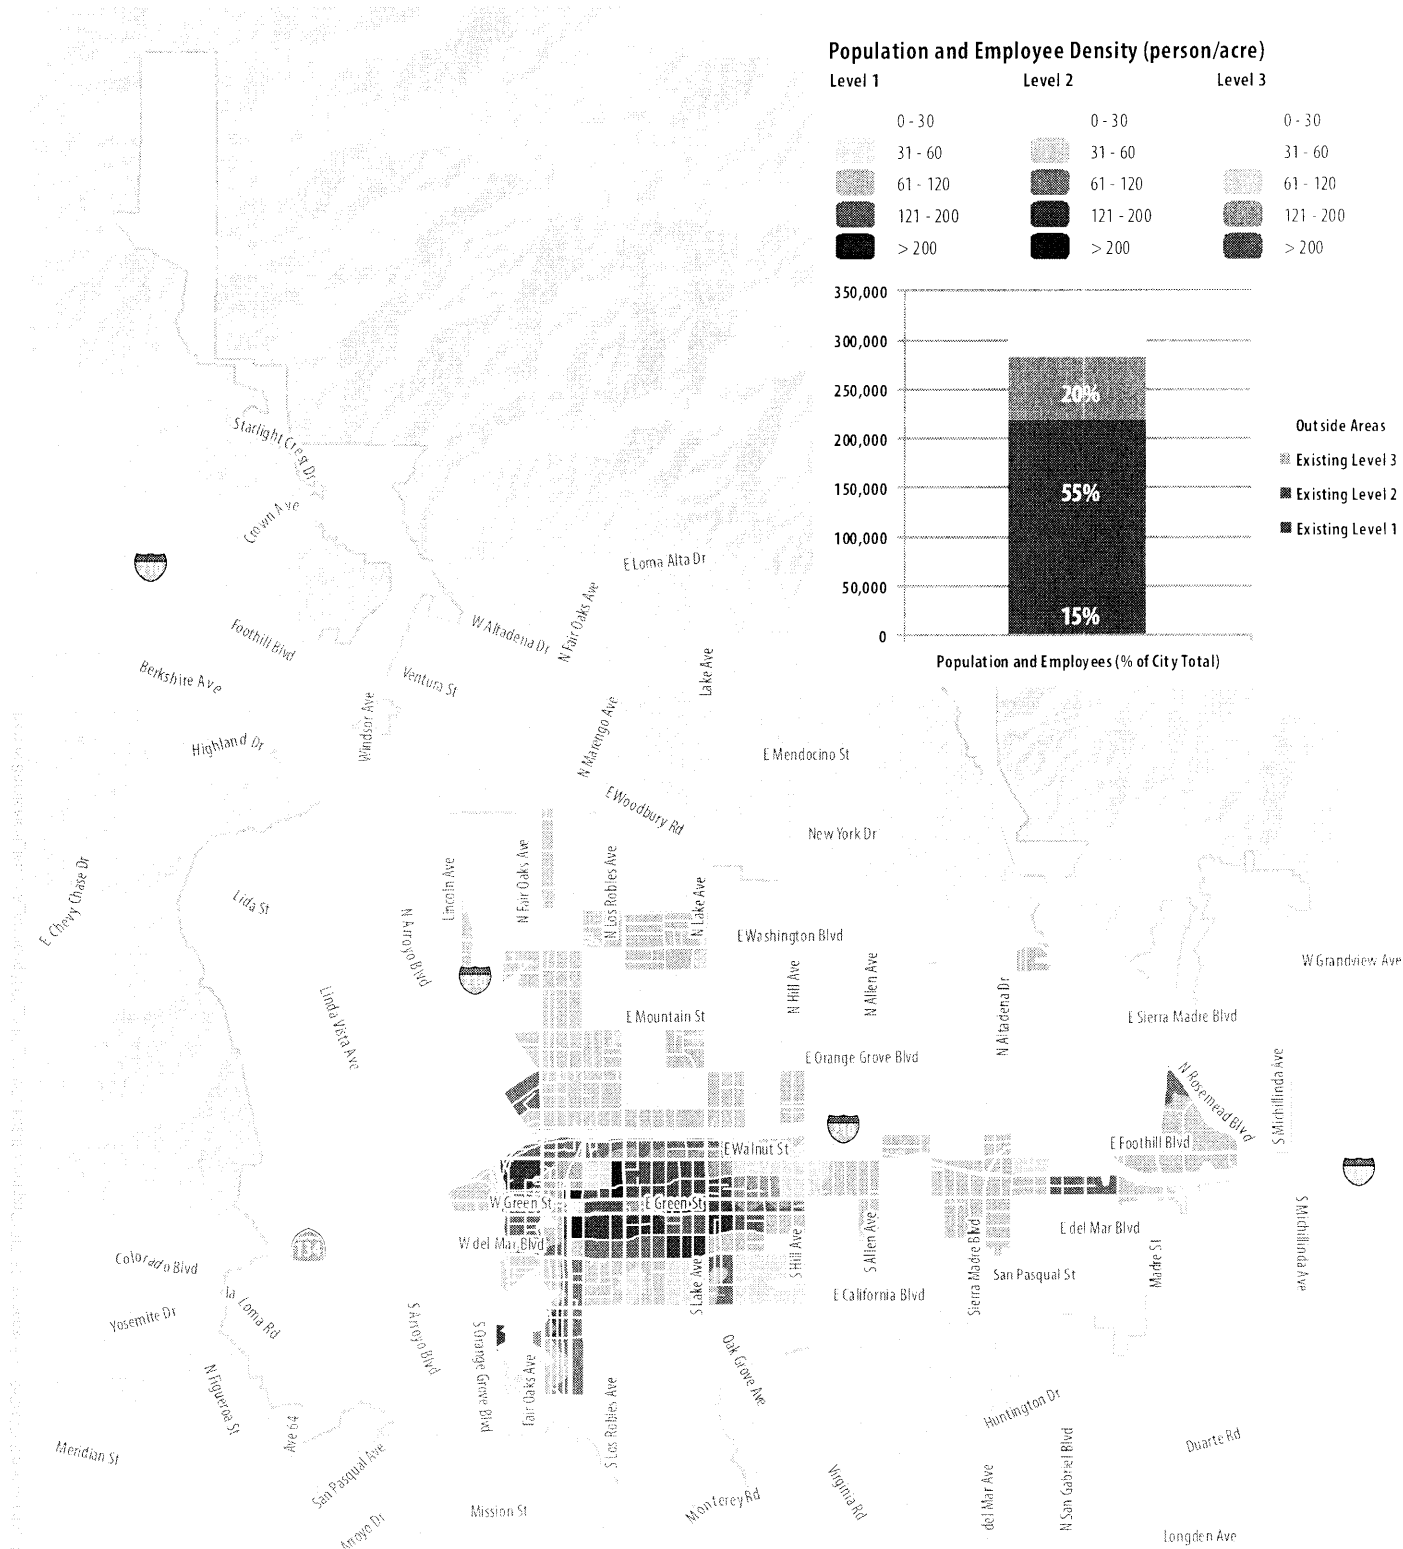 Population and Employee Density (person/acre)
Level 1
Level 2
Level 3
0 - 30
0 - 30
0 - 30
31 - 60
31 - 60
31 - 60
61 - 120
61 - 120
61 - 120
121 - 200
121 - 200
121 - 200
> 200
> 200
> 200
350,000
300,000
250,000
200,000
150,000
100,000
50,000
0
20%
55%
15%
Outside Areas
Existing Level 3
Existing Level 2
Existing Level 1
Population and Employees (% of City Total)
Starlight Crest Dr
Crown Ave
E Loma Alta Dr
W Altadena Dr
N Fair Oaks Ave
Foothill Blvd
Berkshire Ave
Ventura St
Lake Ave
Windsor Ave
Highland Dr
N Marengo Ave
E Mendocino St
E Woodbury Rd
New York Dr
E Chevy Chase Dr
Lida St
Lincoln Ave
N Fair Oaks Ave
N Los Robles Ave
N Lake Ave
N Arroyo Blvd
E Washington Blvd
W Grandview Ave
N Hill Ave
N Allen Ave
N Altadena Dr
Linda Vista Ave
E Mountain St
E Sierra Madre Blvd
E Orange Grove Blvd
N Rosemead Blvd
S Michillinda Ave
E Walnut St
E Foothill Blvd
W Green St
E Green St
134
W del Mar Blvd
E del Mar Blvd
S Michillinda Ave
Colorado Blvd
S Hill Ave
S Allen Ave
Sierra Madre Blvd
San Pasqual St
Madre St
la Loma Rd
Yosemite Dr
S Lake Ave
E California Blvd
S Arroyo Blvd
S Orange Grove Blvd
Fair Oaks Ave
Oak Grove Ave
N Figueroa St
Ave 64
S Los Robles Ave
Huntington Dr
Duarte Rd
Meridian St
San Pasqual Ave
Virginia Rd
del Mar Ave
N San Gabriel Blvd
Mission St
Monterey Rd
Arroyo Dr
Longden Ave